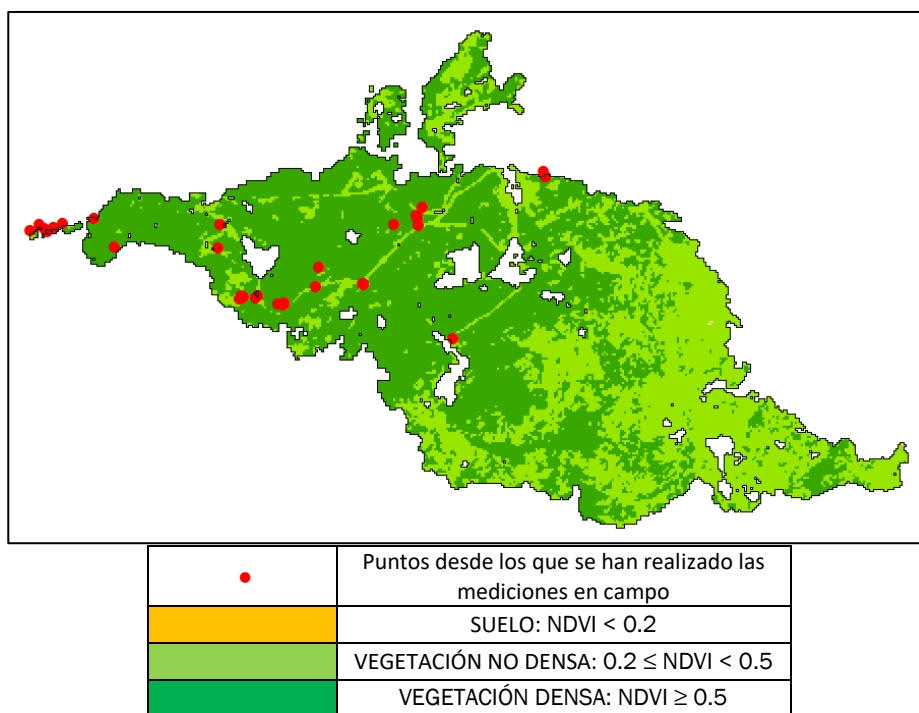 Puntos desde los que se han realizado las
mediciones en campo
SUELO: NDVI < 0.2
VEGETACIÓN NO DENSA: 0.2 ≤ NDVI < 0.5
VEGETACIÓN DENSA: NDVI ≥ 0.5